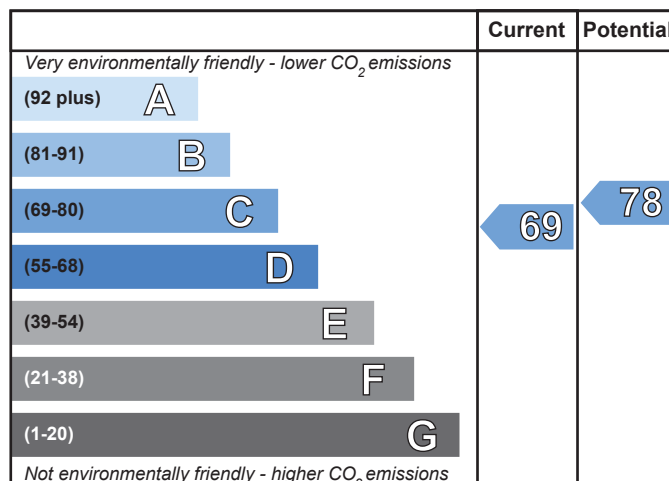 Current Potential
Very environmentally friendly - lower CO2 emissions
(92 plus) A
(81-91) B
(69-80) C
(55-68) D
(39-54) E
(21-38) F
(1-20) G
69
78
Not environmentally friendly - higher CO2 emissions